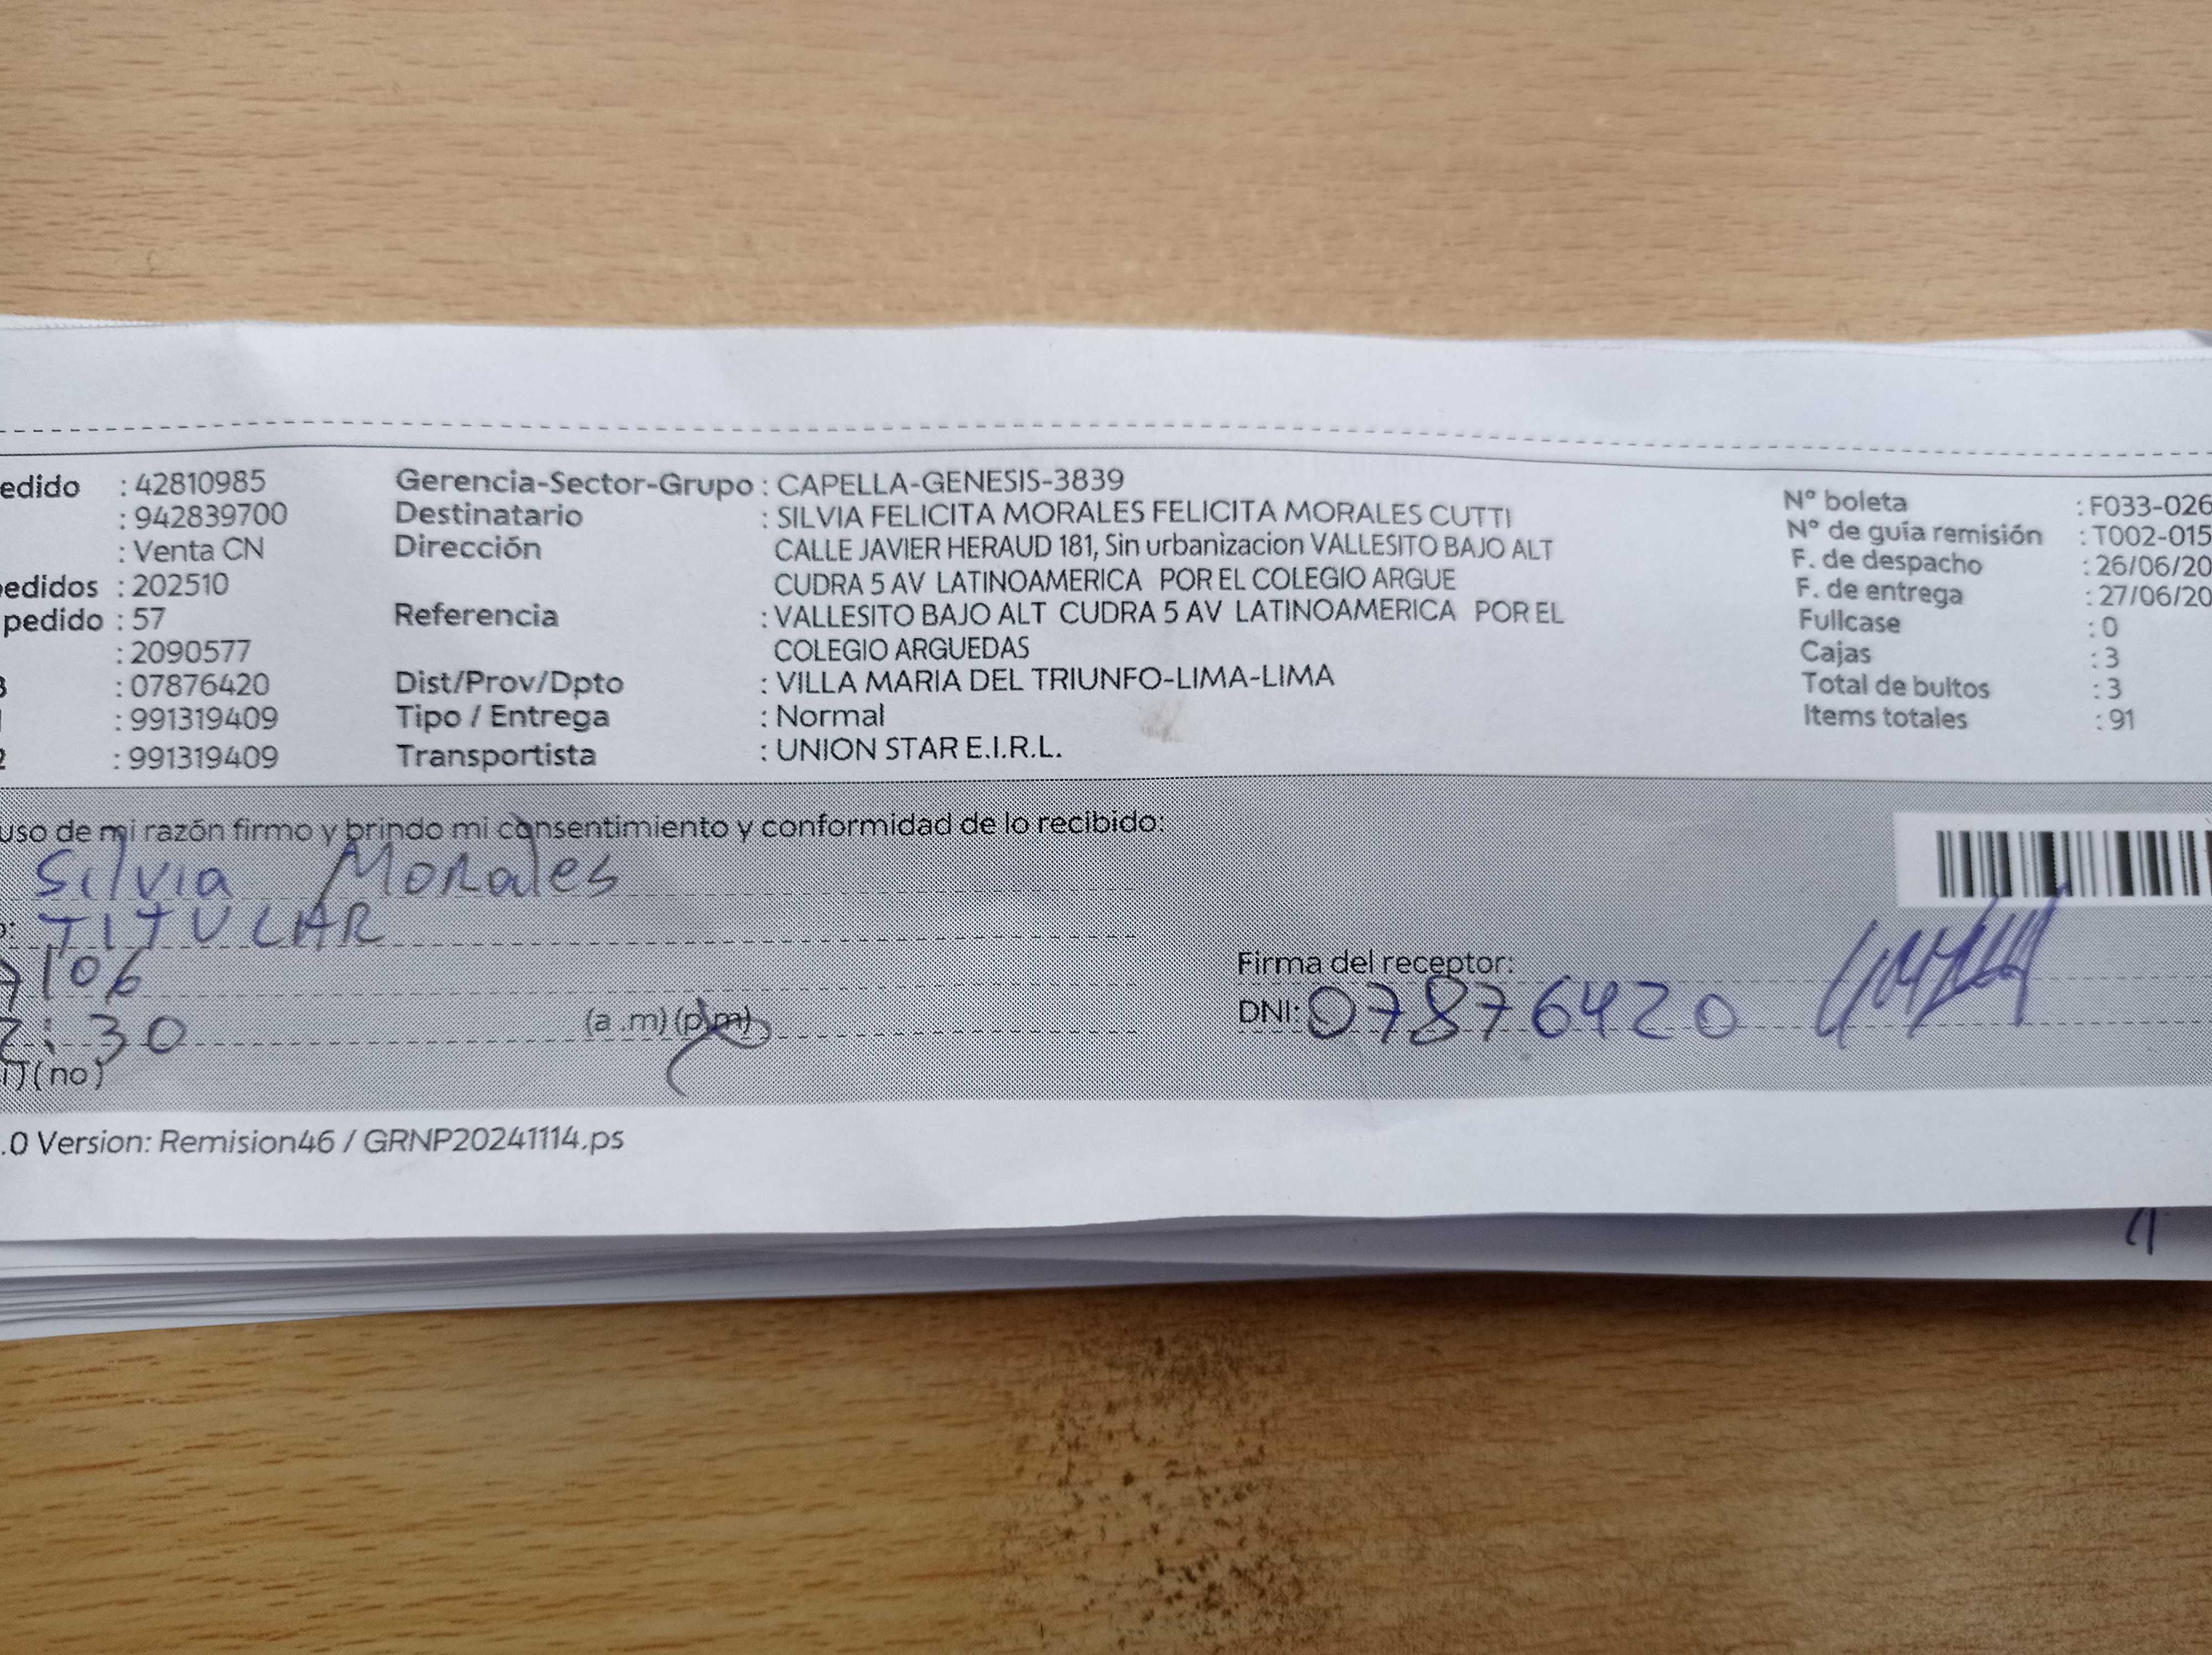 edido : 42810985
: 942839700
: Venta CN
edidos : 202510
pedido : 57
: 2090577
: 07876420
: 991319409
2 : 991319409
Gerencia-Sector-Grupo : CAPELLA-GENESIS-3839
Destinatario : SILVIA FELICITA MORALES FELICITA MORALES CUTTI
Dirección CALLE JAVIER HERAUD 181, Sin urbanizacion VALLESITO BAJO ALT
CUDRA 5 AV LATINOAMERICA POR EL COLEGIO ARGUE
Referencia : VALLESITO BAJO ALT CUDRA 5 AV LATINOAMERICA POR EL
COLEGIO ARGUEDAS
Dist/Prov/Dpto : VILLA MARIA DEL TRIUNFO-LIMA-LIMA
Tipo / Entrega : Normal
Transportista : UNION STAR E.I.R.L.
N° boleta : F033-026
N° de guía remisión : T002-015
F. de despacho : 26/06/20
F. de entrega : 27/06/20
Fullcase : 0
Cajas : 3
Total de bultos : 3
Items totales : 91
uso de mi razón firmo y brindo mi consentimiento y conformidad de lo recibido:
Silvia Morales
TITULAR
/06
: 30 (a .m) (p.m)
(no)
Firma del receptor:
DNI: 07876420
.0 Version: Remision46 / GRNP20241114.ps